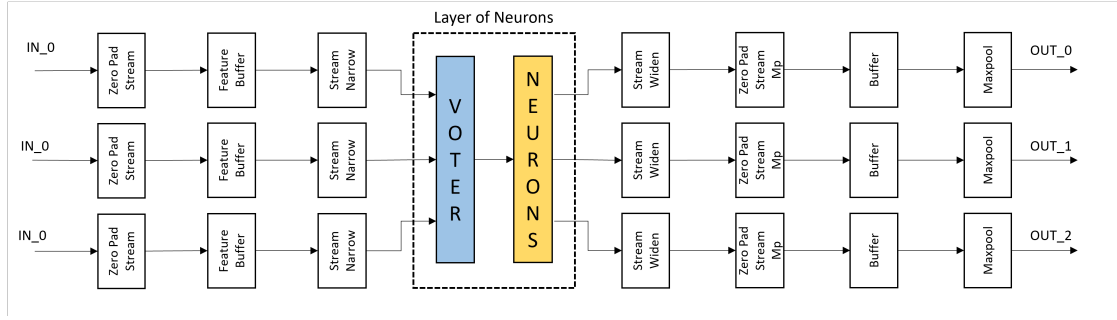 Layer of Neurons
IN_0
Zero Pad
Stream
Feature
Buffer
Stream
Narrow
Stream
Widen
Zero Pad
Stream
Mp
Buffer
Maxpool
OUT_0
IN_0
Zero Pad
Stream
Feature
Buffer
Stream
Narrow
VOTER
NEURONS
Stream
Widen
Zero Pad
Stream
Mp
Buffer
Maxpool
OUT_1
IN_0
Zero Pad
Stream
Feature
Buffer
Stream
Narrow
Stream
Widen
Zero Pad
Stream
Mp
Buffer
Maxpool
OUT_2